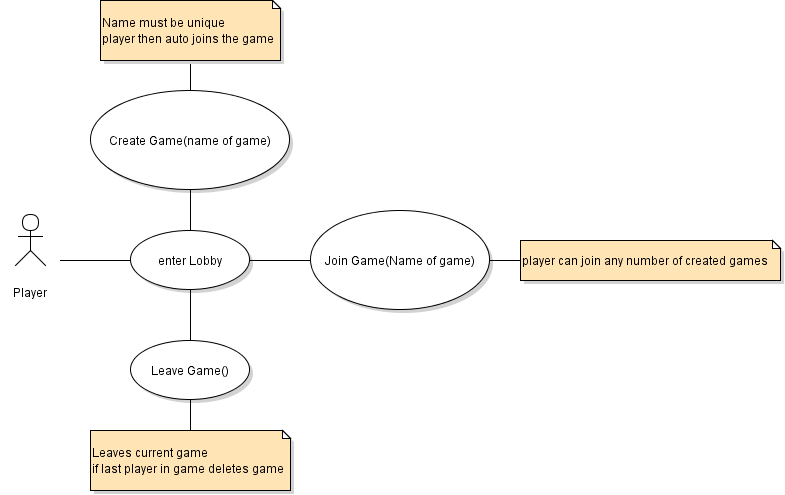 Name must be unique
player then auto joins the game
Create Game(name of game)
enter Lobby
Join Game(Name of game)
player can join any number of created games
Player
Leave Game()
Leaves current game
if last player in game deletes game